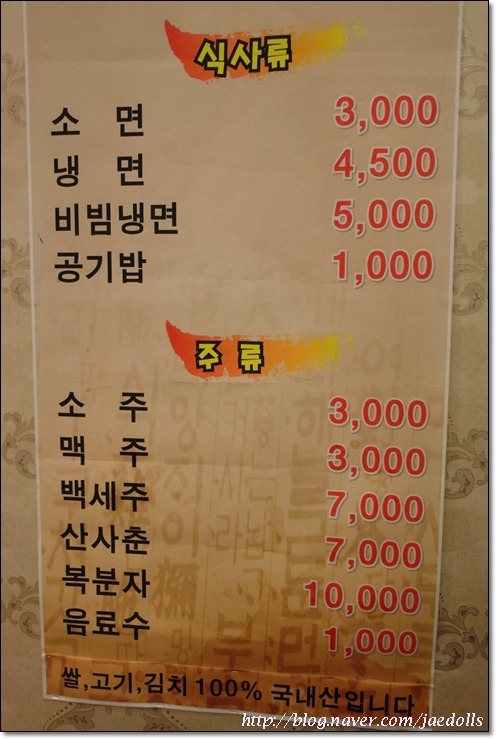 식사류
소 면 3,000
냉 면 4,500
비빔냉면 5,000
공기밥 1,000
주 류
소 주 3,000
맥 주 3,000
백세주 7,000
산사춘 7,000
복분자 10,000
음료수 1,000
쌀,고기,김치 100% 국내산입니다
http://blog.naver.com/jaedolls